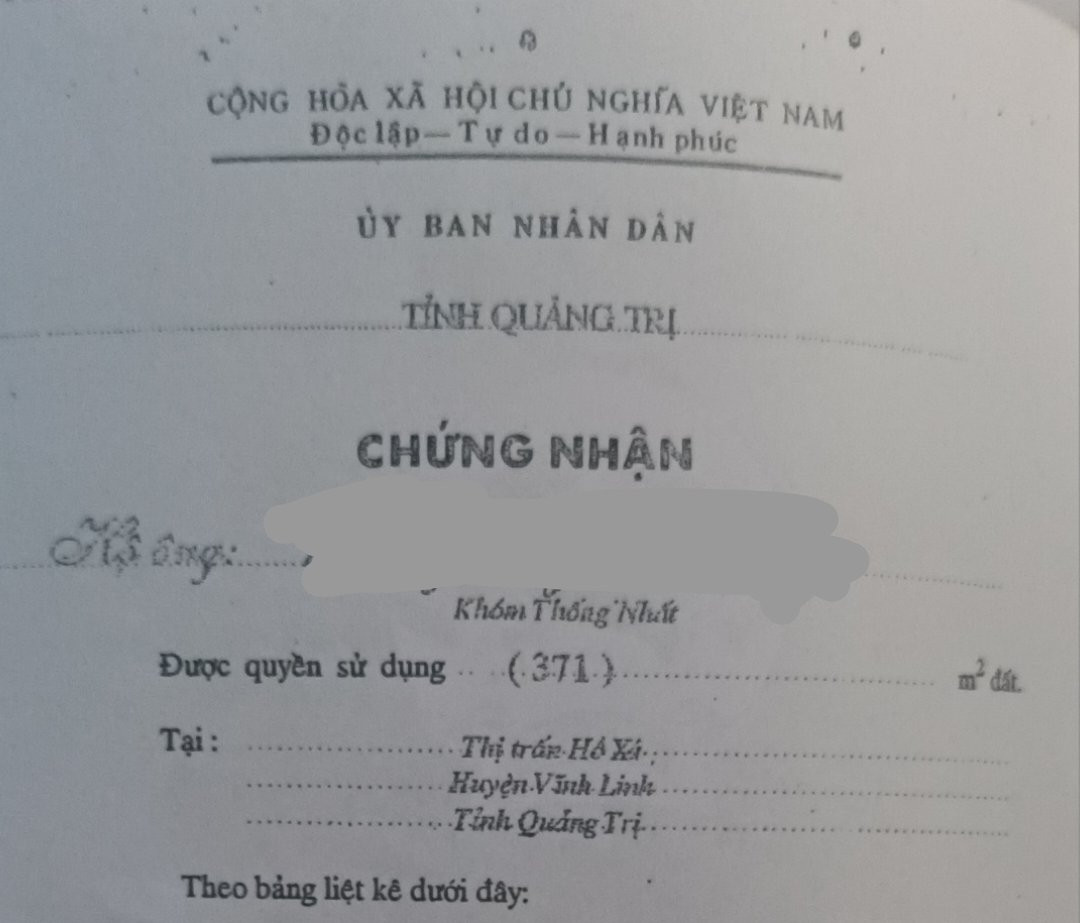 CỘNG HÒA XÃ HỘI CHỦ NGHĨA VIỆT NAM
Độc lập — Tự do — Hạnh phúc
ỦY BAN NHÂN DÂN
TỈNH QUẢNG TRỊ
CHỨNG NHẬN
Hộ ông:
Khóm Thống Nhất
Được quyền sử dụng (371) m² đất.
Tại: Thị trấn Hồ Xá
Huyện Vĩnh Linh
Tỉnh Quảng Trị
Theo bảng liệt kê dưới đây: